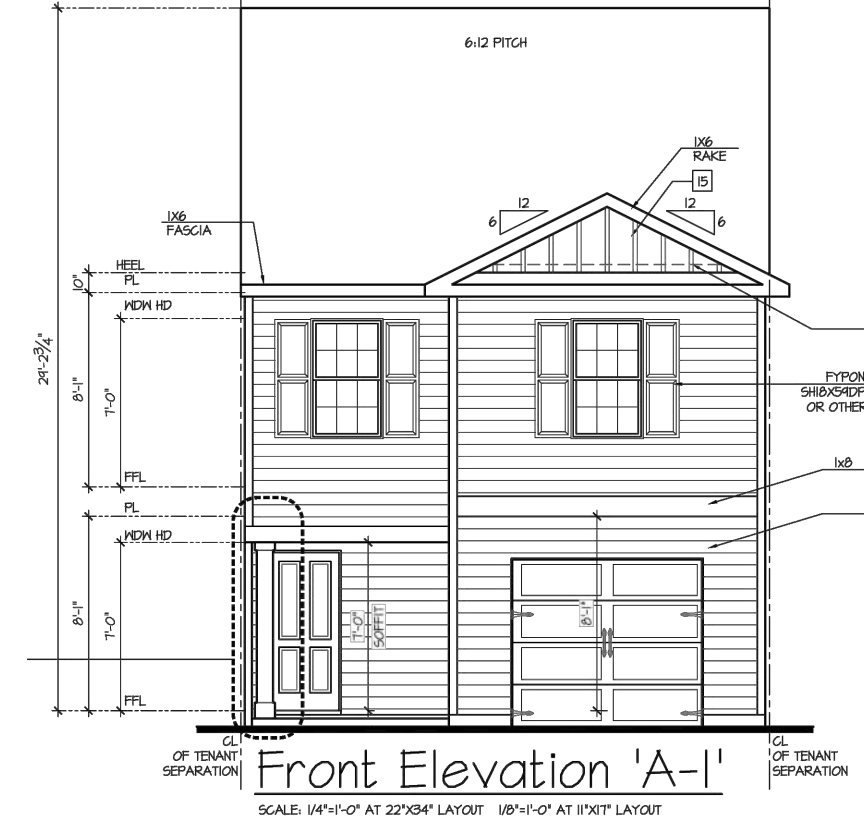 6:12 PITCH
1X6
RAKE
15
12
6
12
6
1X6
FASCIA
HEEL
10"
PL
WDW HD
29'-2 3/4"
8'-1"
7'-0"
FYPON
SH18X59DP
OR OTHER
FFL
1x8
PL
WDW HD
8'-1"
7'-0"
7'-0"
SOFFIT
8'-1"
FFL
CL
OF TENANT
SEPARATION
CL
OF TENANT
SEPARATION
Front Elevation 'A-1'
SCALE: 1/4"=1'-0" AT 22"X34" LAYOUT 1/8"=1'-0" AT 11"X17" LAYOUT